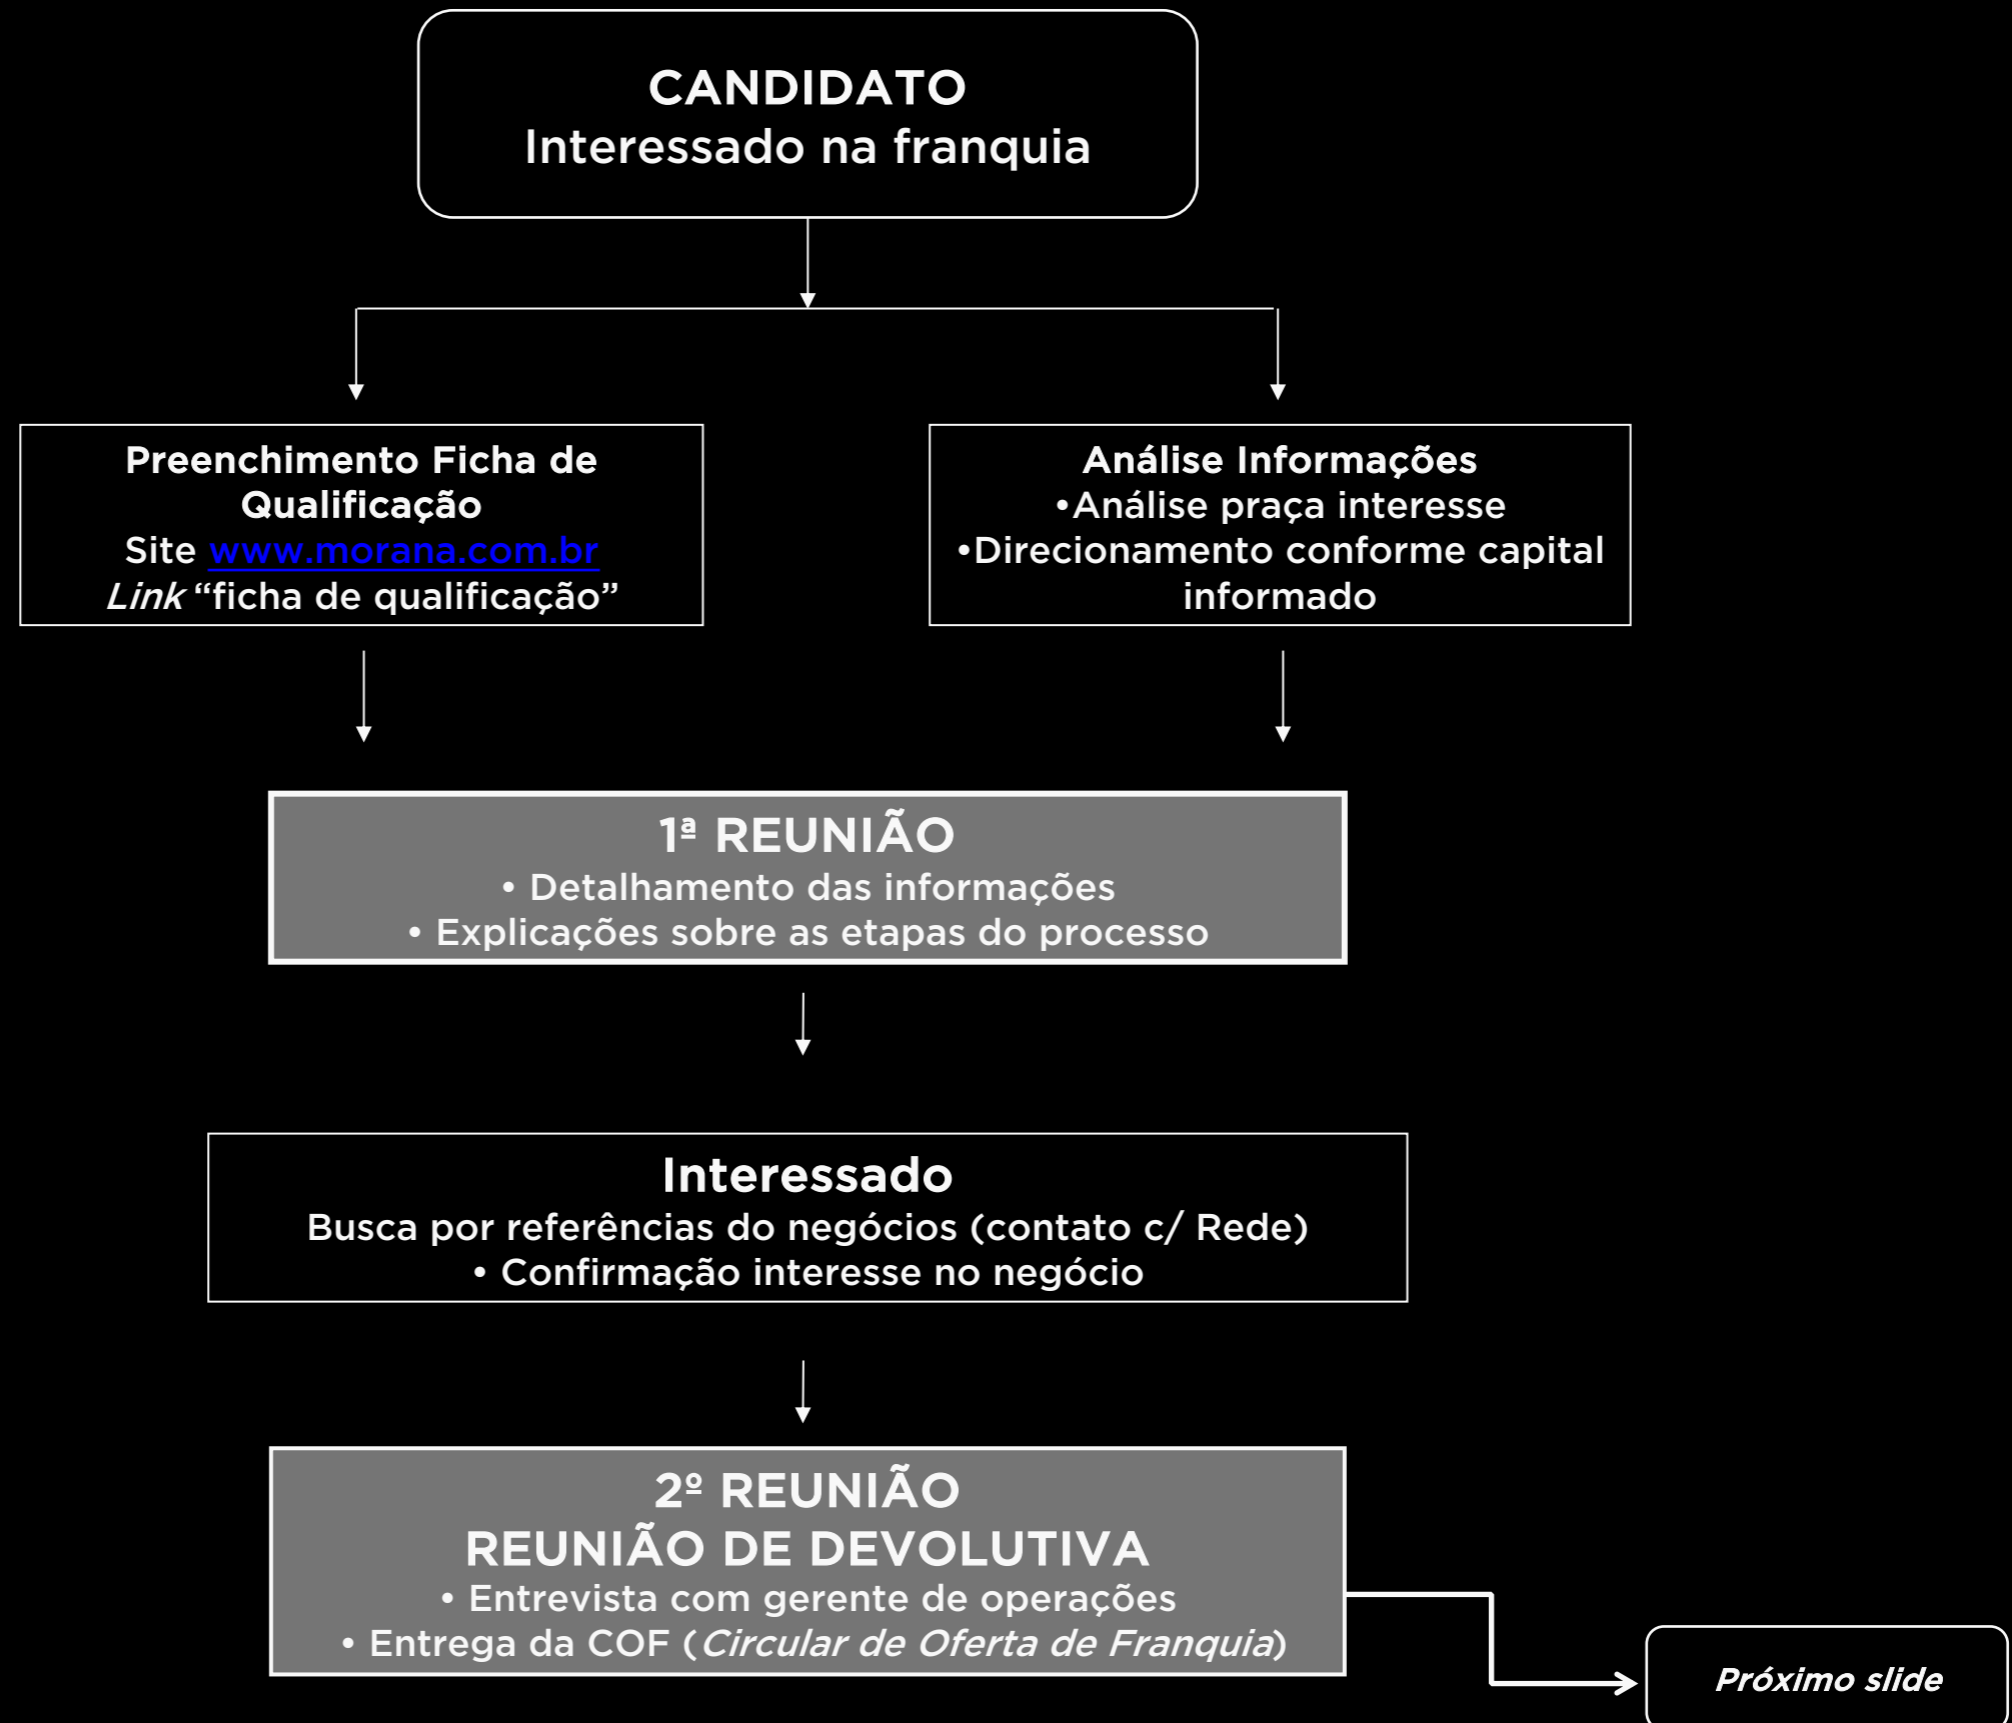 CANDIDATO
Interessado na franquia
Preenchimento Ficha de
Qualificação
Site www.morana.com.br
Link “ficha de qualificação”
Análise Informações
•Análise praça interesse
•Direcionamento conforme capital
informado
1ª REUNIÃO
• Detalhamento das informações
• Explicações sobre as etapas do processo
Interessado
Busca por referências do negócios (contato c/ Rede)
• Confirmação interesse no negócio
2º REUNIÃO
REUNIÃO DE DEVOLUTIVA
• Entrevista com gerente de operações
• Entrega da COF (Circular de Oferta de Franquia)
Próximo slide